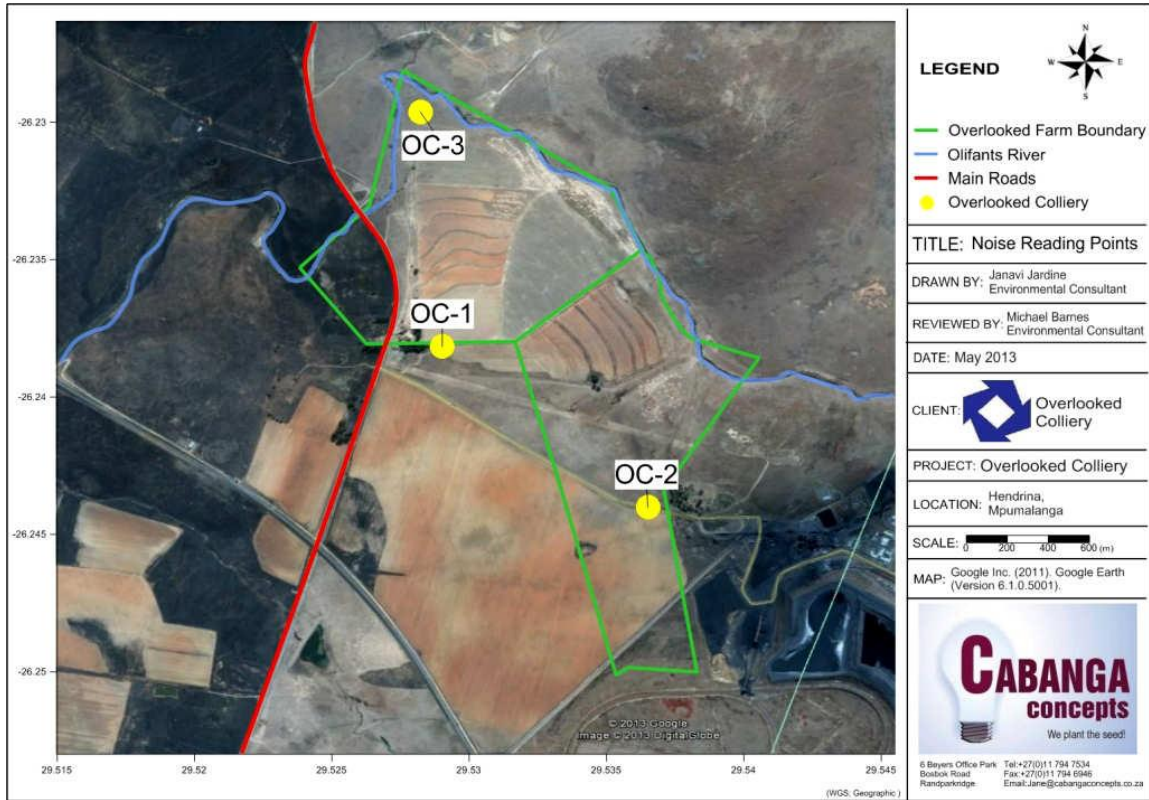 -26.23
-26.235
-26.24
-26.245
-26.25
29.515
29.52
29.525
29.53
29.535
29.54
29.545
(WGS: Geographic )
OC-3
OC-1
OC-2
© 2013 Google
Image © 2013 Digital Globe
LEGEND
N
W
E
S
Overlooked Farm Boundary
Olifants River
Main Roads
Overlooked Colliery
TITLE: Noise Reading Points
DRAWN BY: Janavi Jardine
Environmental Consultant
REVIEWED BY: Michael Barnes
Environmental Consultant
DATE: May 2013
CLIENT: Overlooked
Colliery
PROJECT: Overlooked Colliery
LOCATION: Hendrina,
Mpumalanga
SCALE: 0 200 400 600 (m)
MAP: Google Inc. (2011). Google Earth
(Version 6.1.0.5001).
CABANGA
concepts
We plant the seed!
6 Beyers Office Park Tel:+27(0)11 794 7534
Bosbok Road Fax:+27(0)11 794 6946
Randparkridge Email:Jane@cabangaconcepts.co.za